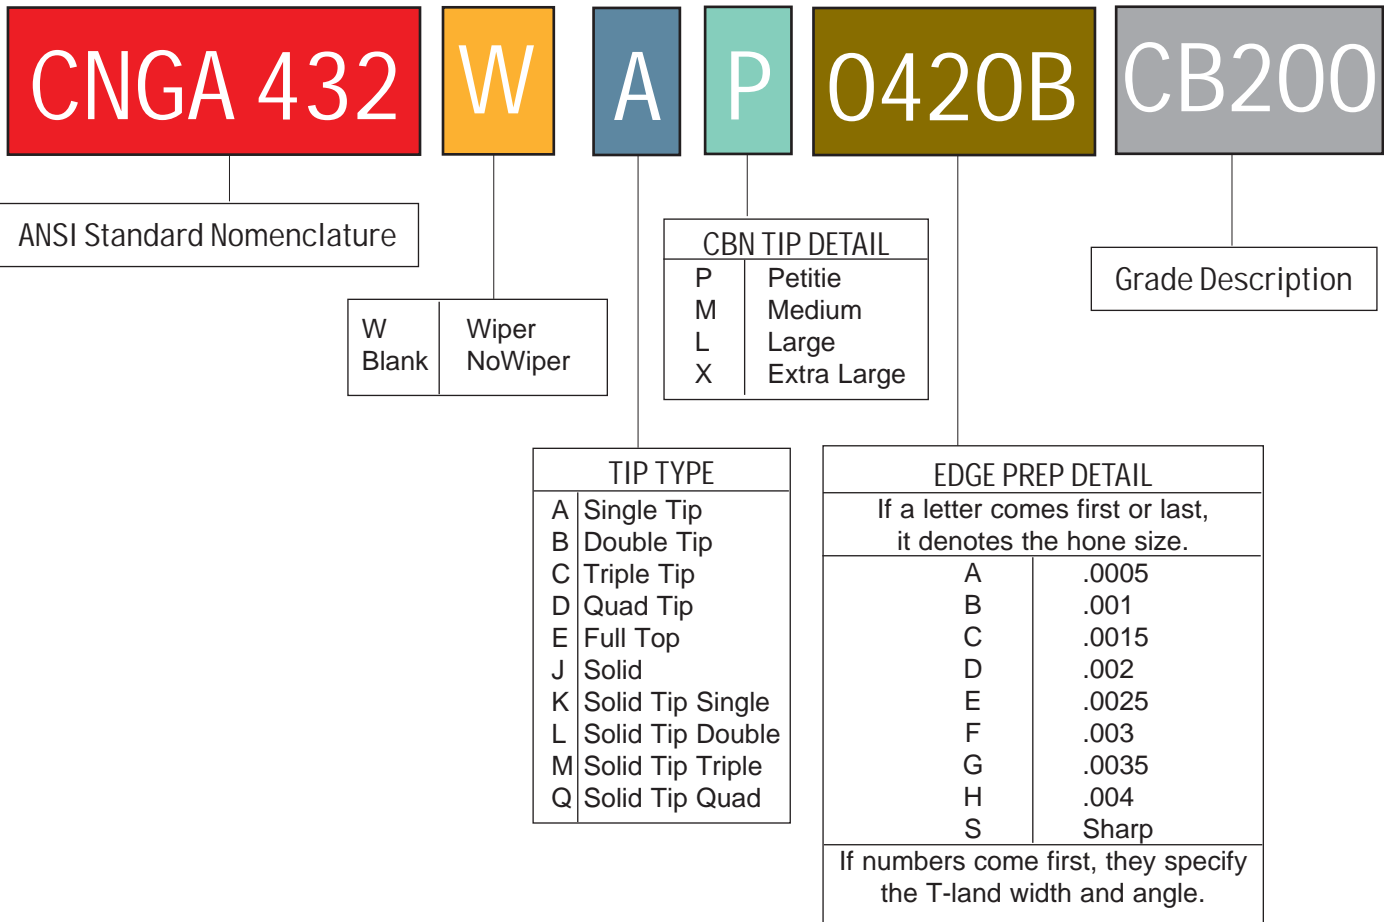 CNGA 432 W A P 0420B CB200
ANSI Standard Nomenclature
W Wiper
Blank NoWiper
CBN TIP DETAIL
P Petitie
M Medium
L Large
X Extra Large
Grade Description
TIP TYPE
A Single Tip
B Double Tip
C Triple Tip
D Quad Tip
E Full Top
J Solid
K Solid Tip Single
L Solid Tip Double
M Solid Tip Triple
Q Solid Tip Quad
EDGE PREP DETAIL
If a letter comes first or last,
it denotes the hone size.
A .0005
B .001
C .0015
D .002
E .0025
F .003
G .0035
H .004
S Sharp
If numbers come first, they specify
the T-land width and angle.